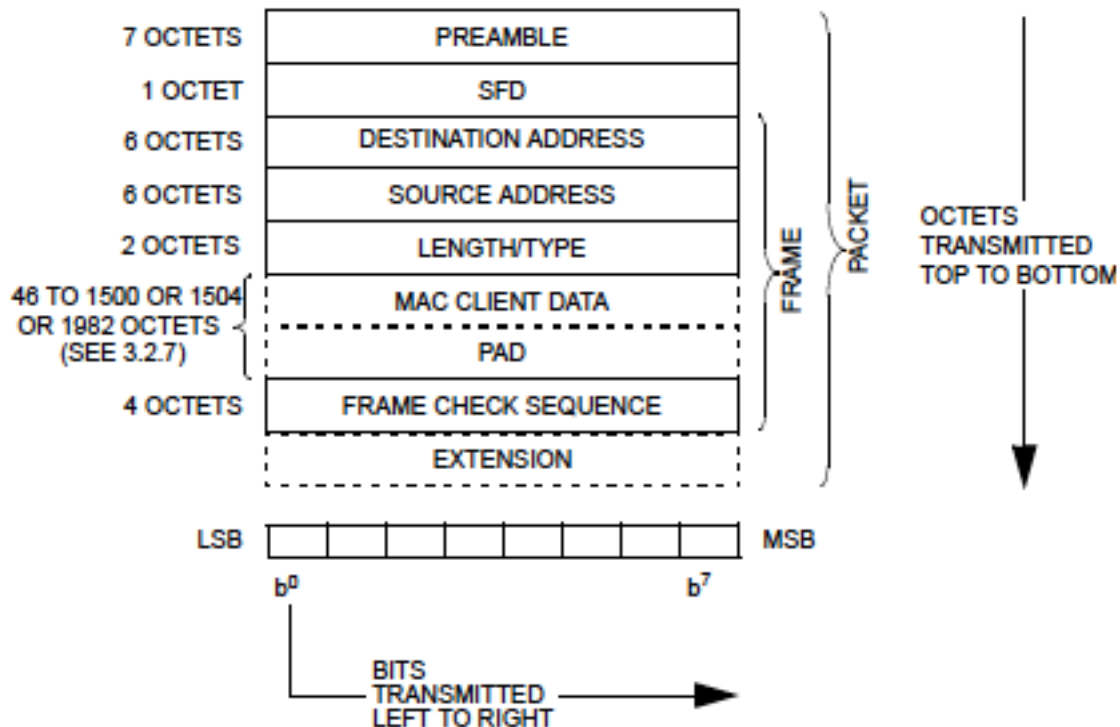 7 OCTETS PREAMBLE
1 OCTET SFD
6 OCTETS DESTINATION ADDRESS
6 OCTETS SOURCE ADDRESS
2 OCTETS LENGTH/TYPE
46 TO 1500 OR 1504
OR 1982 OCTETS
(SEE 3.2.7)
MAC CLIENT DATA
PAD
4 OCTETS FRAME CHECK SEQUENCE
EXTENSION
FRAME
PACKET
OCTETS
TRANSMITTED
TOP TO BOTTOM
LSB MSB
b⁰ b⁷
BITS
TRANSMITTED
LEFT TO RIGHT